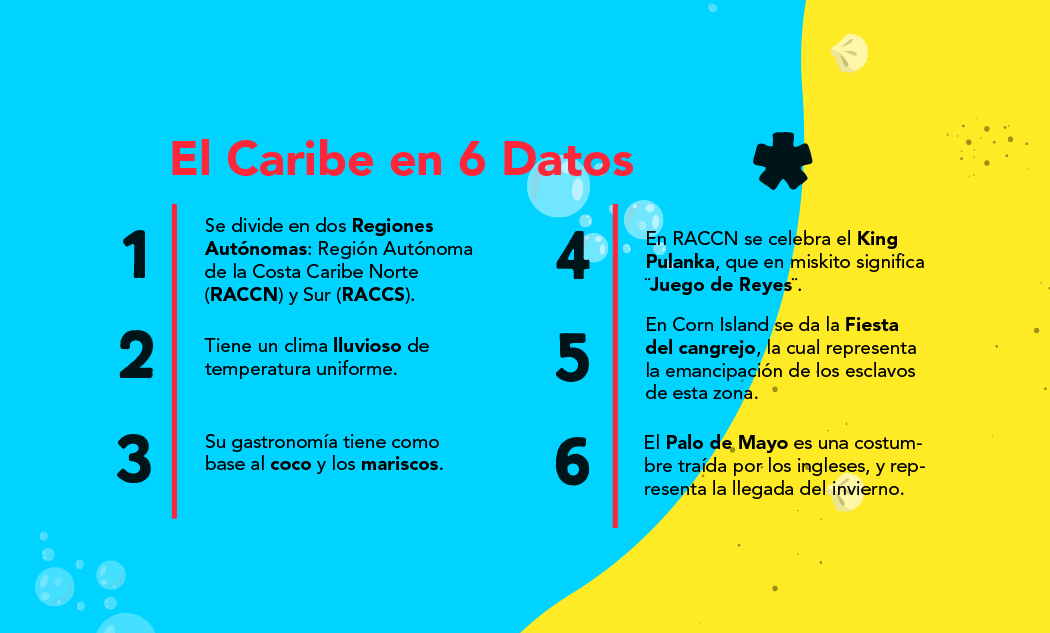 El Caribe en 6 Datos
1
Se divide en dos Regiones
Autónomas: Región Autónoma
de la Costa Caribe Norte
(RACCN) y Sur (RACCS).
2
Tiene un clima lluvioso de
temperatura uniforme.
3
Su gastronomía tiene como
base al coco y los mariscos.
4
En RACCN se celebra el King
Pulanka, que en miskito significa
¨Juego de Reyes¨.
5
En Corn Island se da la Fiesta
del cangrejo, la cual representa
la emancipación de los esclavos
de esta zona.
6
El Palo de Mayo es una costum-
bre traída por los ingleses, y rep-
resenta la llegada del invierno.